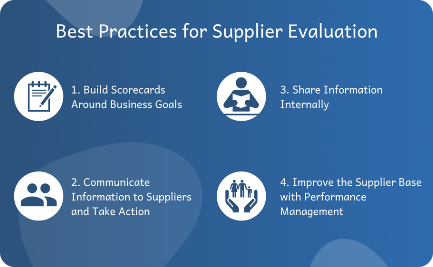 Best Practices for Supplier Evaluation
1. Build Scorecards
Around Business Goals
2. Communicate
Information to Suppliers
and Take Action
3. Share Information
Internally
4. Improve the Supplier Base
with Performance
Management